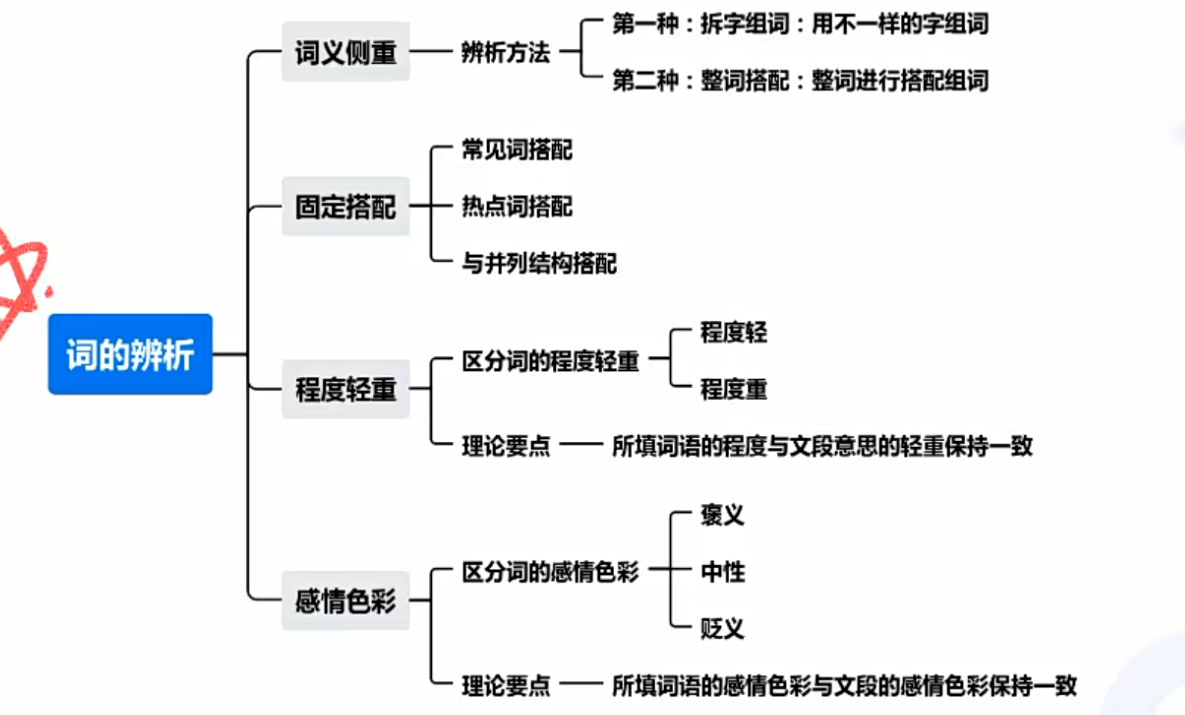 词的辨析
词义侧重
辨析方法
第一种：拆字组词：用不一样的字组词
第二种：整词搭配：整词进行搭配组词
固定搭配
常见词搭配
热点词搭配
与并列结构搭配
程度轻重
区分词的程度轻重
程度轻
程度重
理论要点
所填词语的程度与文段意思的轻重保持一致
感情色彩
区分词的感情色彩
褒义
中性
贬义
理论要点
所填词语的感情色彩与文段的感情色彩保持一致